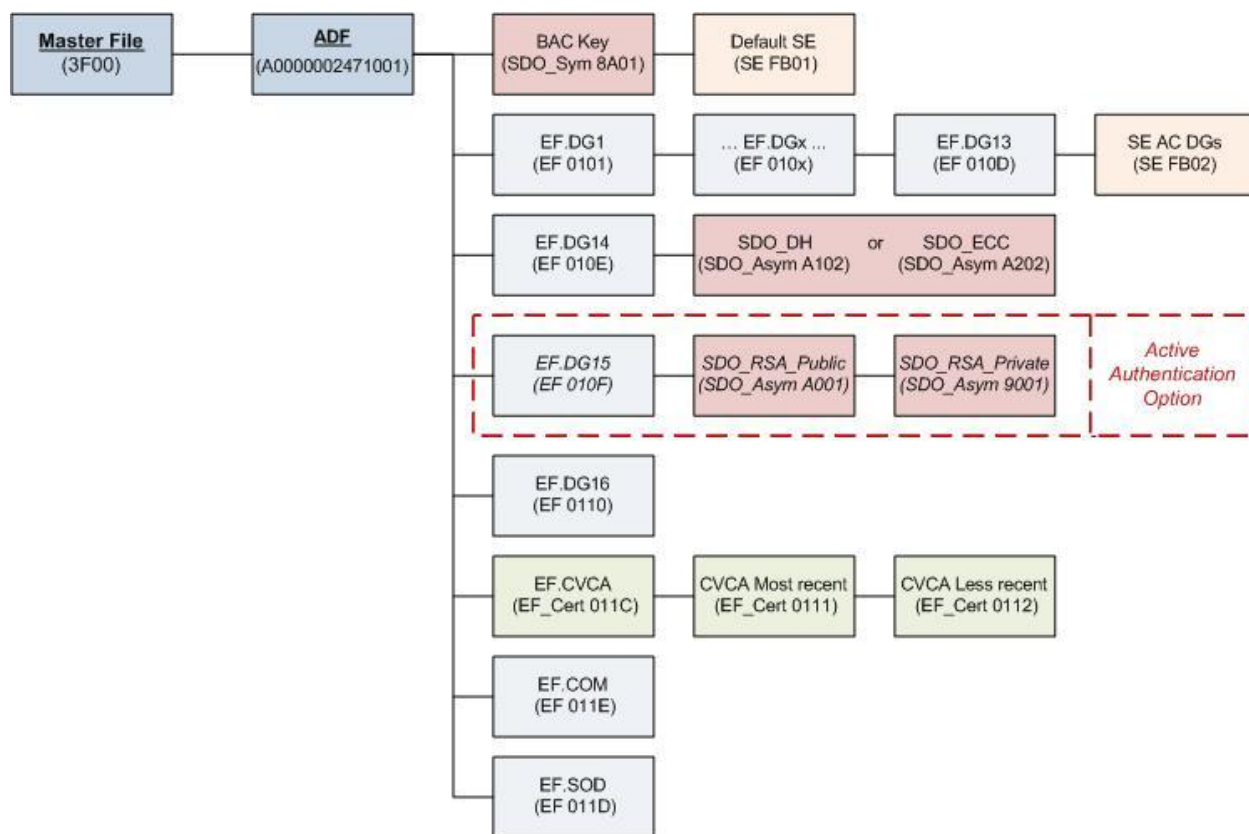 Master File
(3F00)
ADF
(A0000002471001)
BAC Key
(SDO_Sym 8A01)
Default SE
(SE FB01)
EF.DG1
(EF 0101)
... EF.DGx ...
(EF 010x)
EF.DG13
(EF 010D)
SE AC DGs
(SE FB02)
EF.DG14
(EF 010E)
SDO_DH or SDO_ECC
(SDO_Asym A102) (SDO_Asym A202)
EF.DG15
(EF 010F)
SDO_RSA_Public
(SDO_Asym A001)
SDO_RSA_Private
(SDO_Asym 9001)
Active
Authentication
Option
EF.DG16
(EF 0110)
EF.CVCA
(EF_Cert 011C)
CVCA Most recent
(EF_Cert 0111)
CVCA Less recent
(EF_Cert 0112)
EF.COM
(EF 011E)
EF.SOD
(EF 011D)